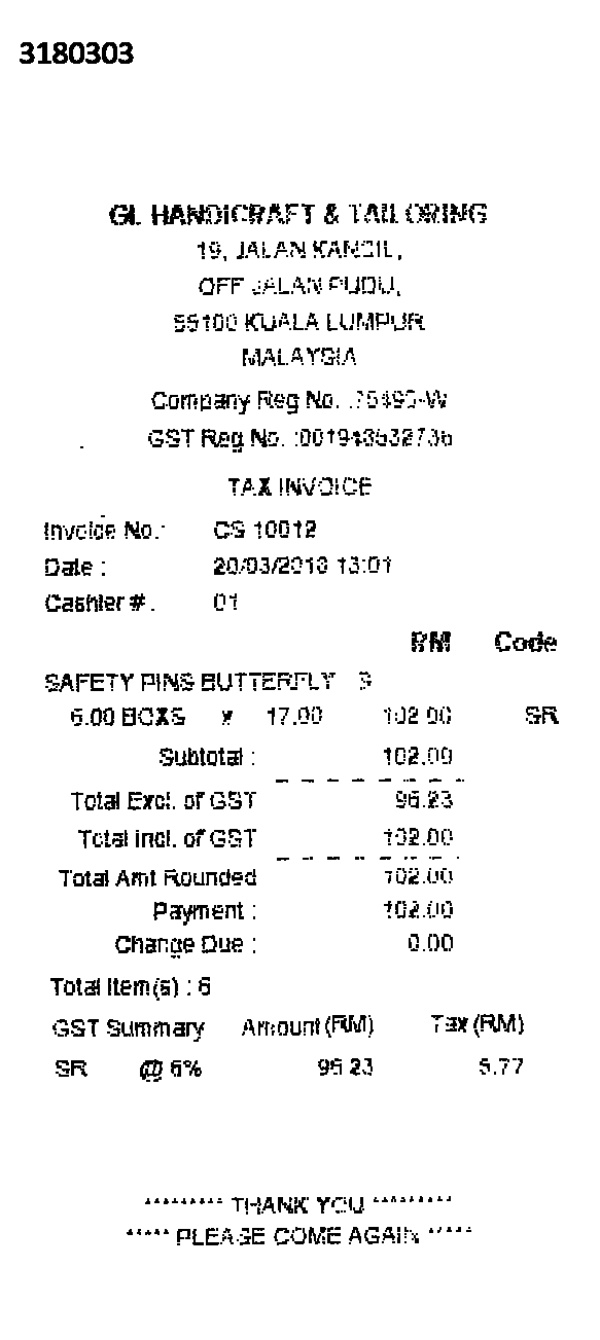 3180303
GL HANDICRAFT & TAILORING
19, JALAN KANCIL,
OFF JALAN PUDU,
55100 KUALA LUMPUR
MALAYSIA
Company Reg No. :
GST Reg No. :
TAX INVOICE
Invoice No.: CS 10012
Date : 20/03/2018 13:01
Cashier # . 01
RM Code
SAFETY PINS BUTTERFLY
6.00 BOXS x 17.00 102.00 SR
Subtotal : 102.00
Total Excl. of GST 96.23
Total Incl. of GST 102.00
Total Amt Rounded 102.00
Payment : 102.00
Change Due : 0.00
Total Item(s) : 6
GST Summary Amount (RM) Tax (RM)
SR @ 6% 96.23 5.77
********* THANK YOU *********
***** PLEASE COME AGAIN *****